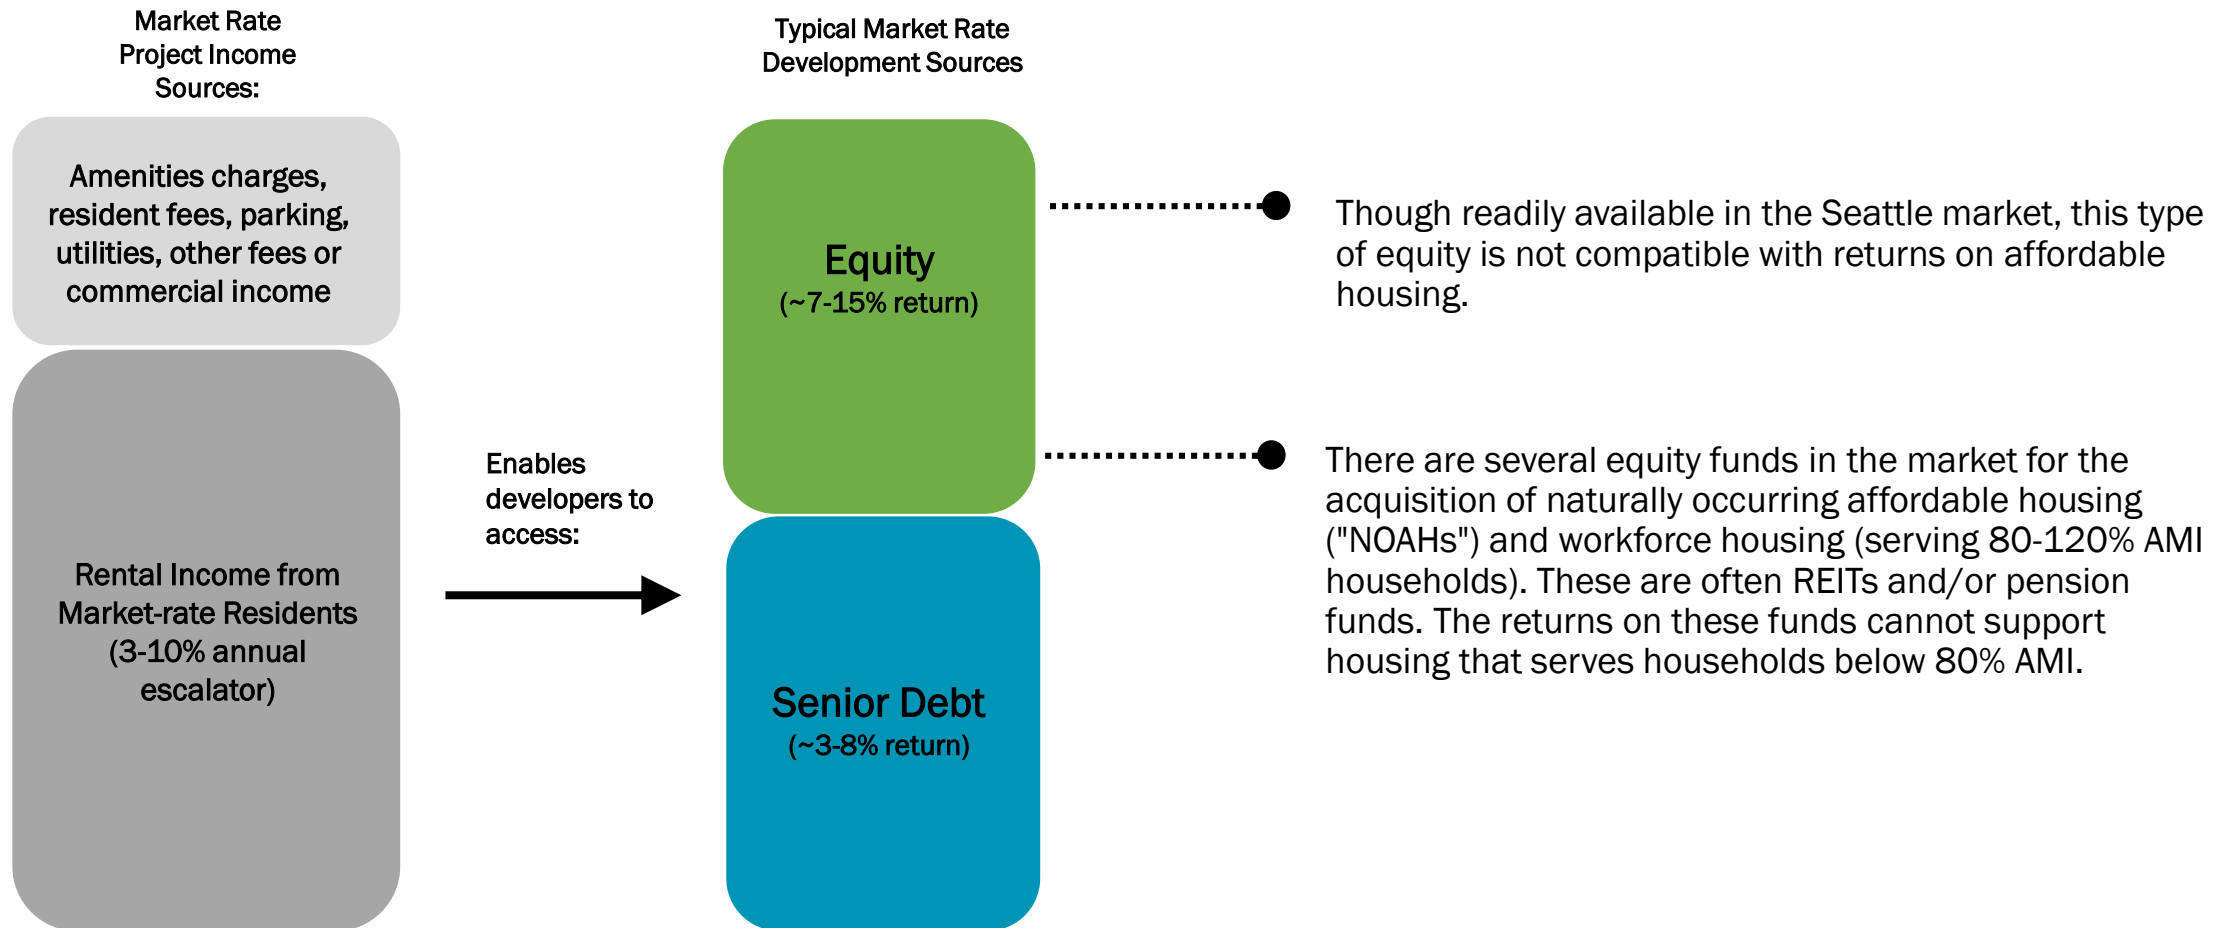 Market Rate
Project Income
Sources:
Amenities charges,
resident fees, parking,
utilities, other fees or
commercial income
Rental Income from
Market-rate Residents
(3-10% annual
escalator)
Enables
developers to
access:
Typical Market Rate
Development Sources
Equity
(~7-15% return)
Senior Debt
(~3-8% return)
Though readily available in the Seattle market, this type
of equity is not compatible with returns on affordable
housing.
There are several equity funds in the market for the
acquisition of naturally occurring affordable housing
("NOAHs") and workforce housing (serving 80-120% AMI
households). These are often REITs and/or pension
funds. The returns on these funds cannot support
housing that serves households below 80% AMI.